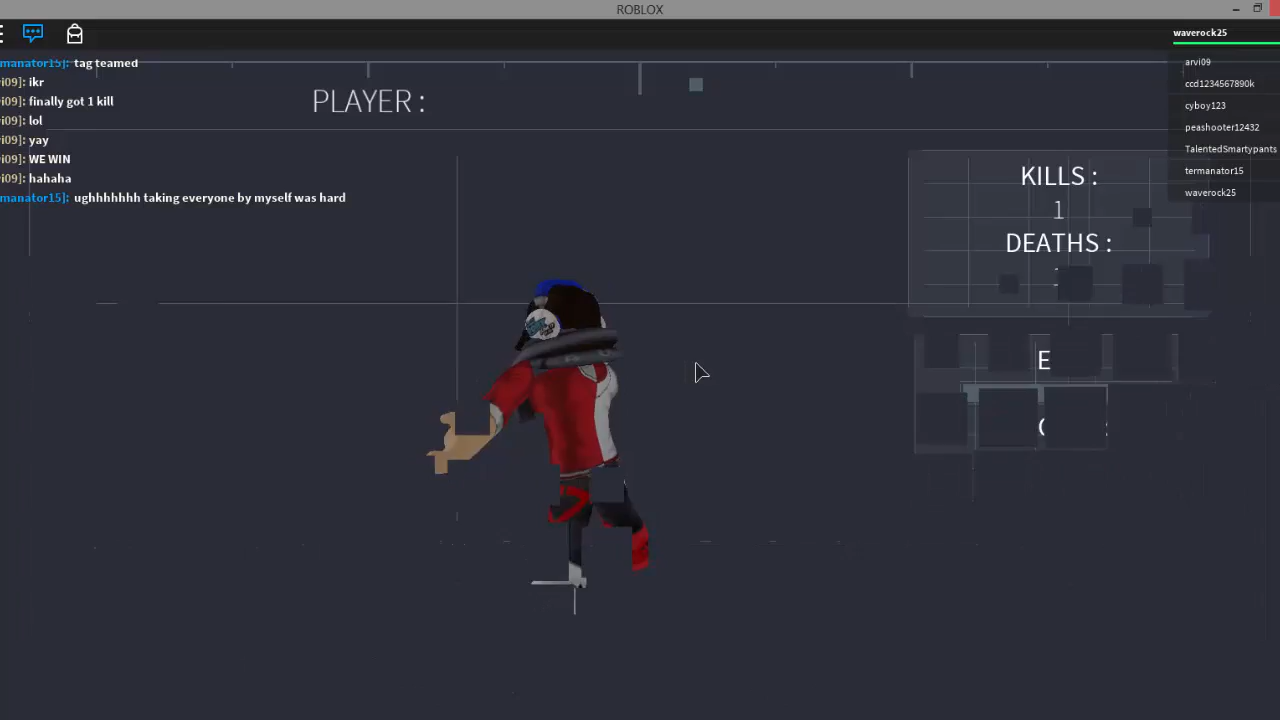 ROBLOX
waverock25
manator15]: tag teamed
i09]: ikr
i09]: finally got 1 kill
i09]: lol
i09]: yay
i09]: WE WIN
i09]: hahaha
manator15]: ughhhhhhh taking everyone by myself was hard
PLAYER :
arvi09
ccd1234567890k
cyboy123
peashooter12432
TalentedSmartypants
termanator15
waverock25
KILLS :
1
DEATHS :
E